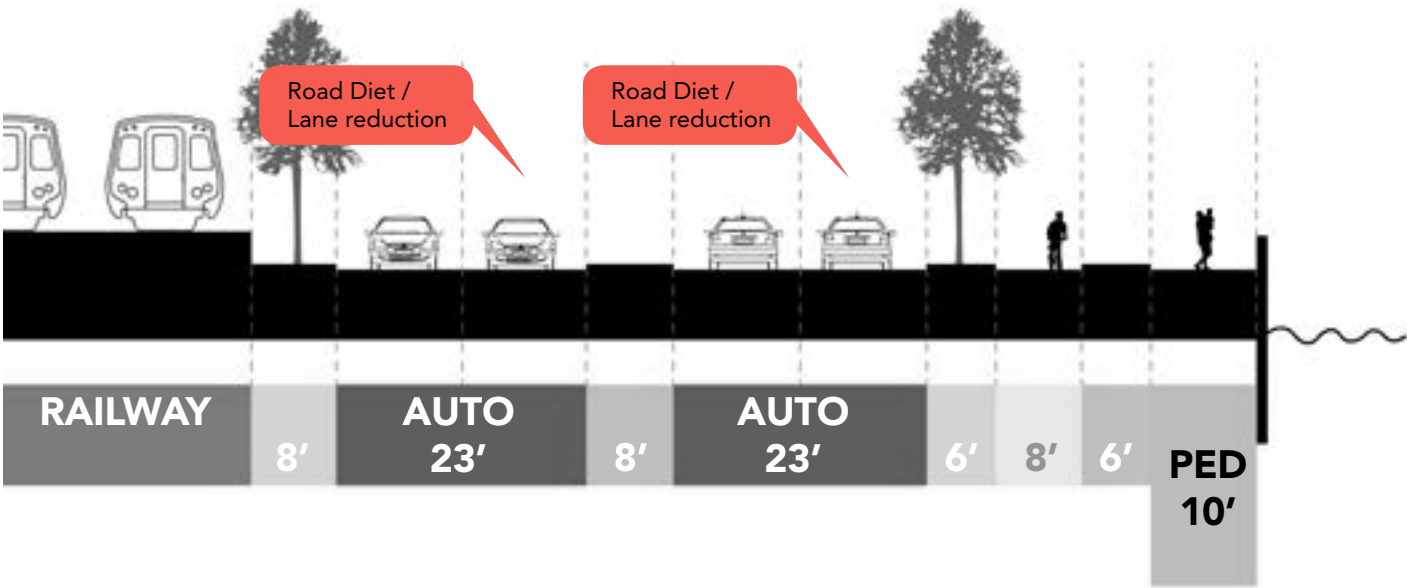 Road Diet /
Lane reduction
Road Diet /
Lane reduction
RAILWAY
8’
AUTO
23’
8’
AUTO
23’
6’
8’
6’
PED
10’